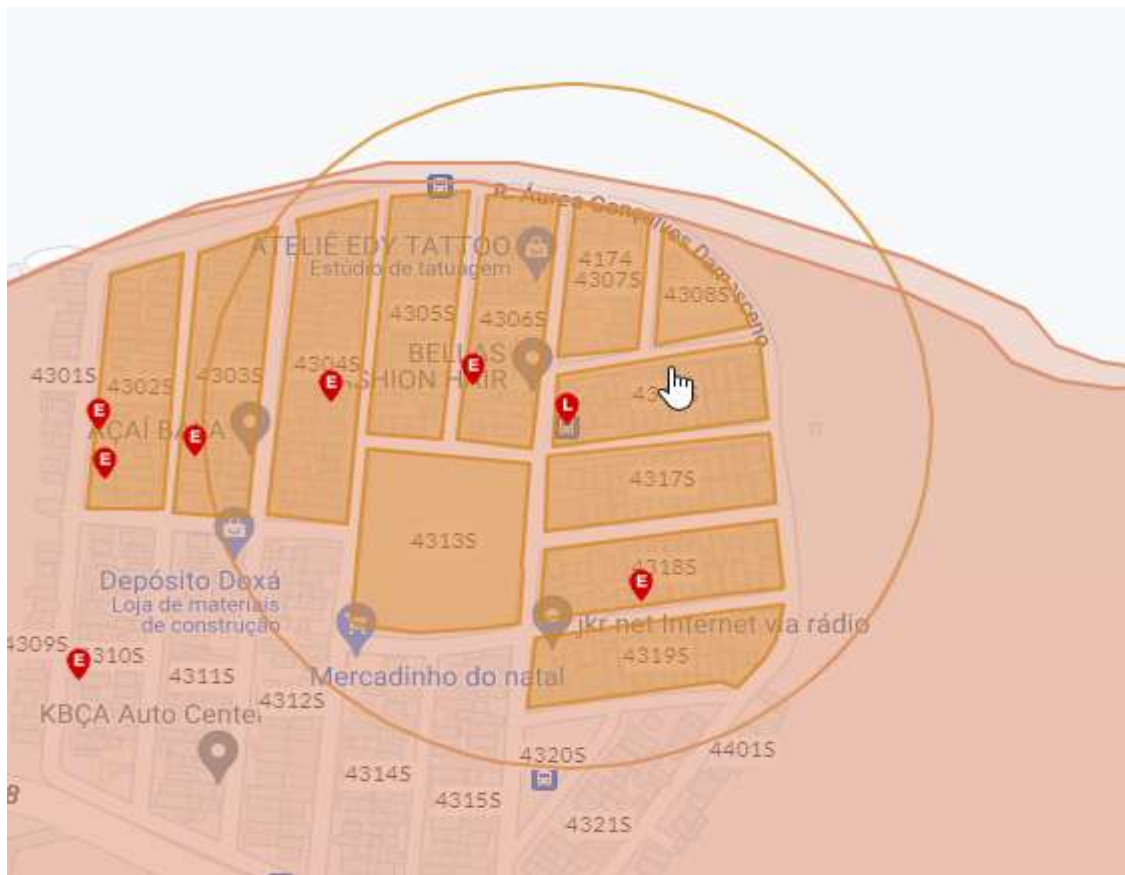 R. Áurea Gonçalves Damasceno
ATELIÊ EDY TATTOO
Estúdio de tatuagem
4174
4307S
4308S
4305S
4306S
BELLAS
FASHION HAIR
4301S
4302S
4303S
4304S
E
E
E
L
E
E
E
AÇAÍ BALA
4317S
4313S
4318S
E
Depósito Doxá
Loja de materiais
de construção
jkr net Internet via rádio
4319S
4309S
E
4310S
4311S
4312S
Mercadinho do natal
KBÇA Auto Center
4320S
4401S
4314S
4315S
4321S
8